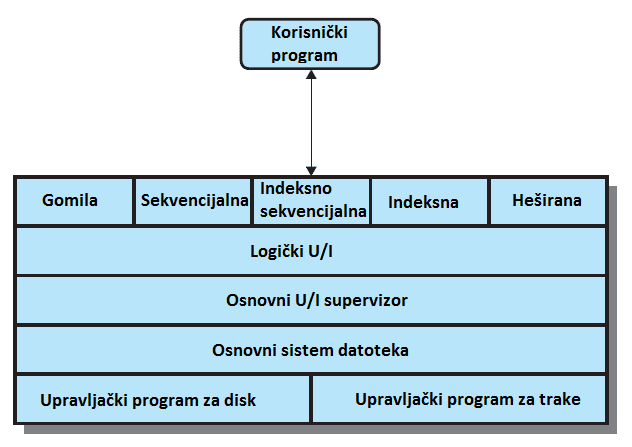 Korisnički
program
Gomila
Sekvencijalna
Indeksno
sekvencijalna
Indeksna
Heširana
Logički U/I
Osnovni U/I supervizor
Osnovni sistem datoteka
Upravljački program za disk
Upravljački program za trake